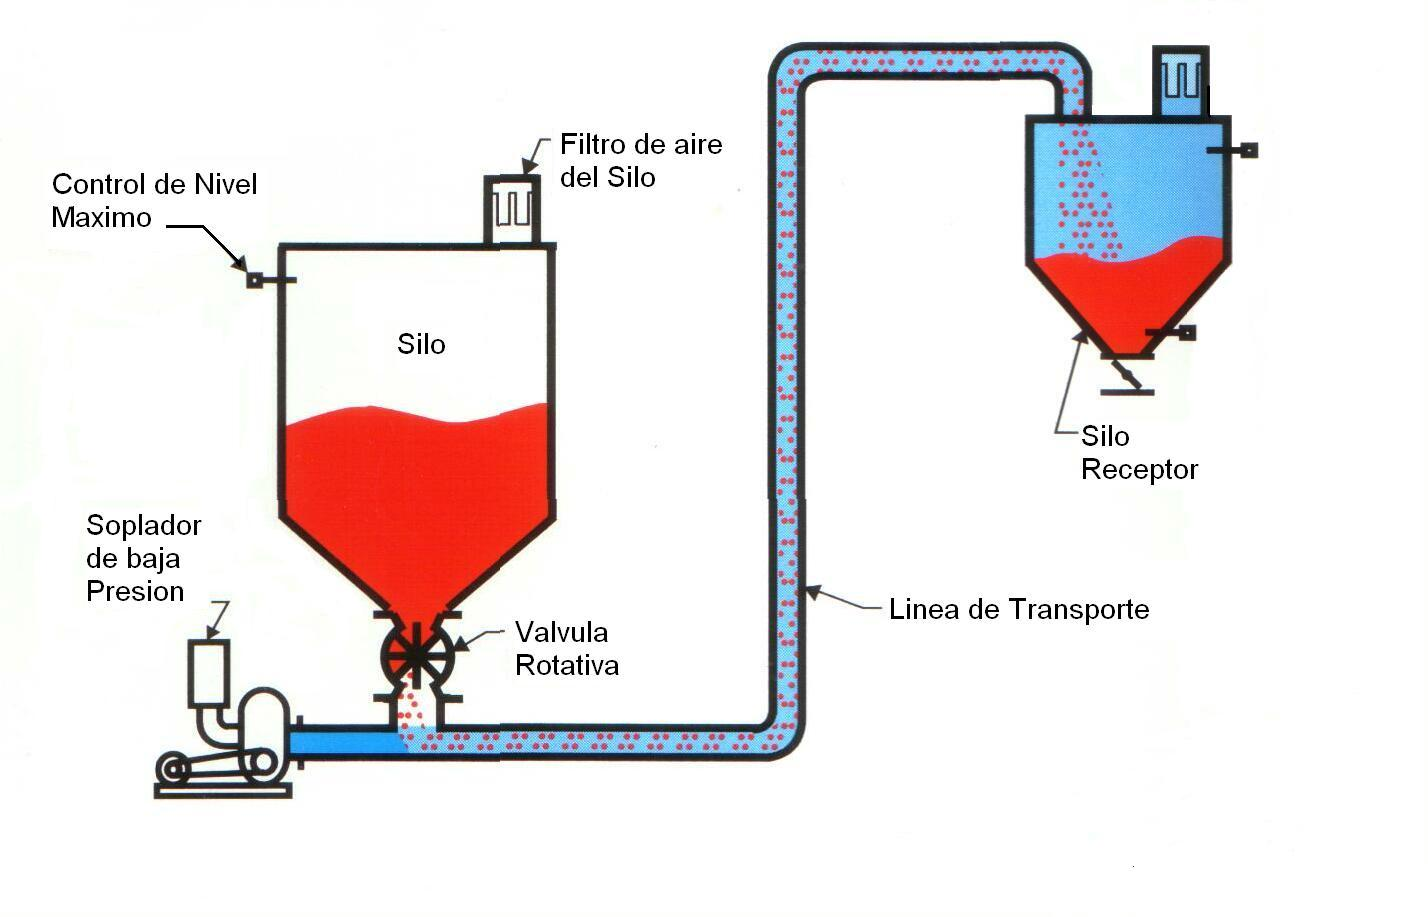 Filtro de aire
del Silo
Control de Nivel
Maximo
Silo
Silo
Receptor
Soplador
de baja
Presion
Linea de Transporte
Valvula
Rotativa